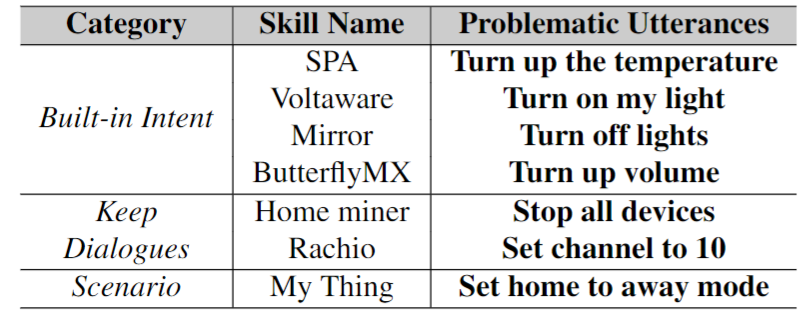 Category Skill Name Problematic Utterances
Built-in Intent
SPA Turn up the temperature
Voltaware Turn on my light
Mirror Turn off lights
ButterflyMX Turn up volume
Keep Home miner Stop all devices
Dialogues Rachio Set channel to 10
Scenario My Thing Set home to away mode